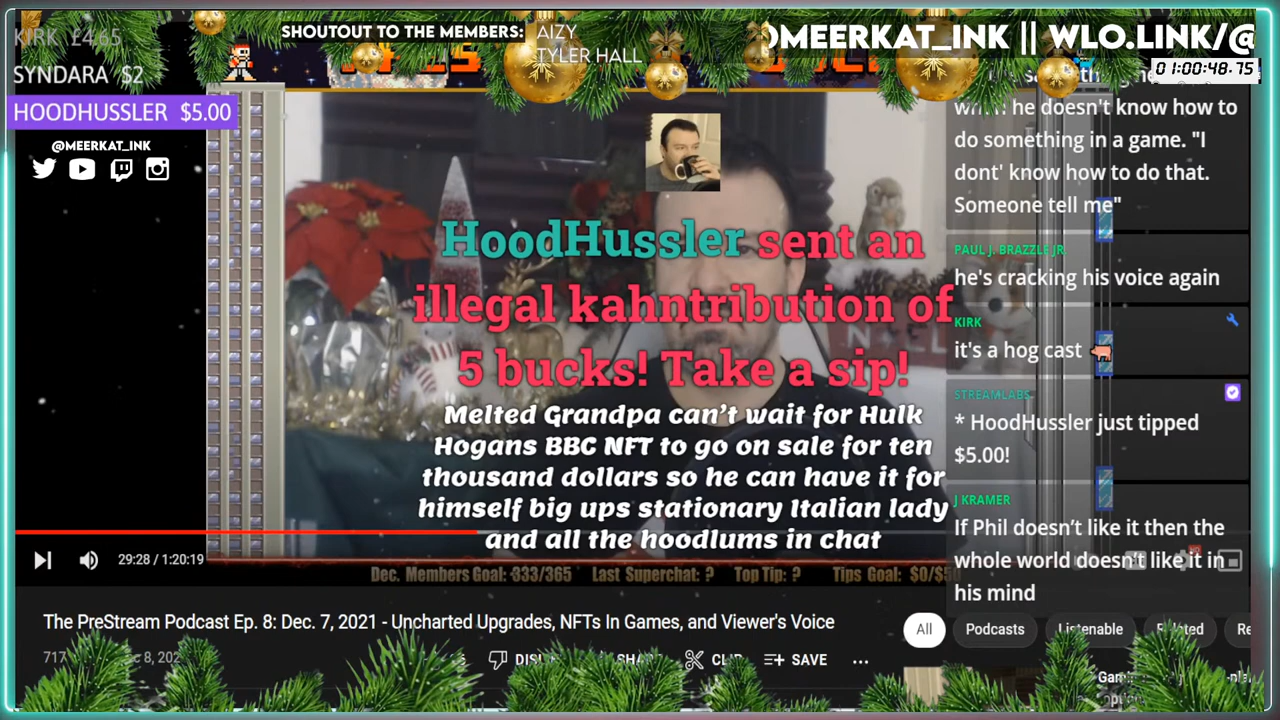 KIRK £4.65
SYNDARA $2
HOODHUSSLER $5.00
@MEERKAT_INK
SHOUTOUT TO THE MEMBERS:
AIZY
TYLER HALL
@MEERKAT_INK || WLO.LINK/@
01:00:48.75
HoodHussler sent an
illegal kahntribution of
5 bucks! Take a sip!
Melted Grandpa can't wait for Hulk
Hogans BBC NFT to go on sale for ten
thousand dollars so he can have it for
himself big ups stationary Italian lady
and all the hoodlums in chat
when he doesn't know how to
do something in a game. "I
dont' know how to do that.
Someone tell me"
PAUL J. BRAZZLE JR.
he's cracking his voice again
KIRK
it's a hog cast
STREAMLABS
* HoodHussler just tipped
$5.00!
J KRAMER
If Phil doesn't like it then the
whole world doesn't like it in
his mind
29:28 / 1:20:19
Dec. Members Goal: 333/365 Last Superchat: ? Top Tip: ? Tips Goal: $0/$5
The PreStream Podcast Ep. 8: Dec. 7, 2021 - Uncharted Upgrades, NFTs In Games, and Viewer's Voice
All Podcasts Listenable Related Re
717 SHARE CLIP SAVE